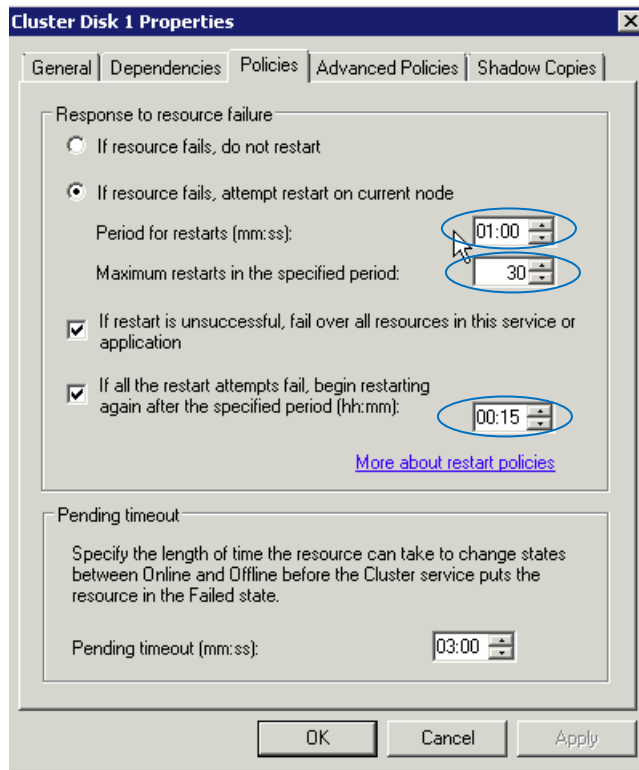 Cluster Disk 1 Properties
General Dependencies Policies Advanced Policies Shadow Copies
Response to resource failure
If resource fails, do not restart
If resource fails, attempt restart on current node
Period for restarts (mm:ss): 01:00
Maximum restarts in the specified period: 30
If restart is unsuccessful, fail over all resources in this service or
application
If all the restart attempts fail, begin restarting
again after the specified period (hh:mm): 00:15
More about restart policies
Pending timeout
Specify the length of time the resource can take to change states
between Online and Offline before the Cluster service puts the
resource in the Failed state.
Pending timeout (mm:ss): 03:00
OK Cancel Apply